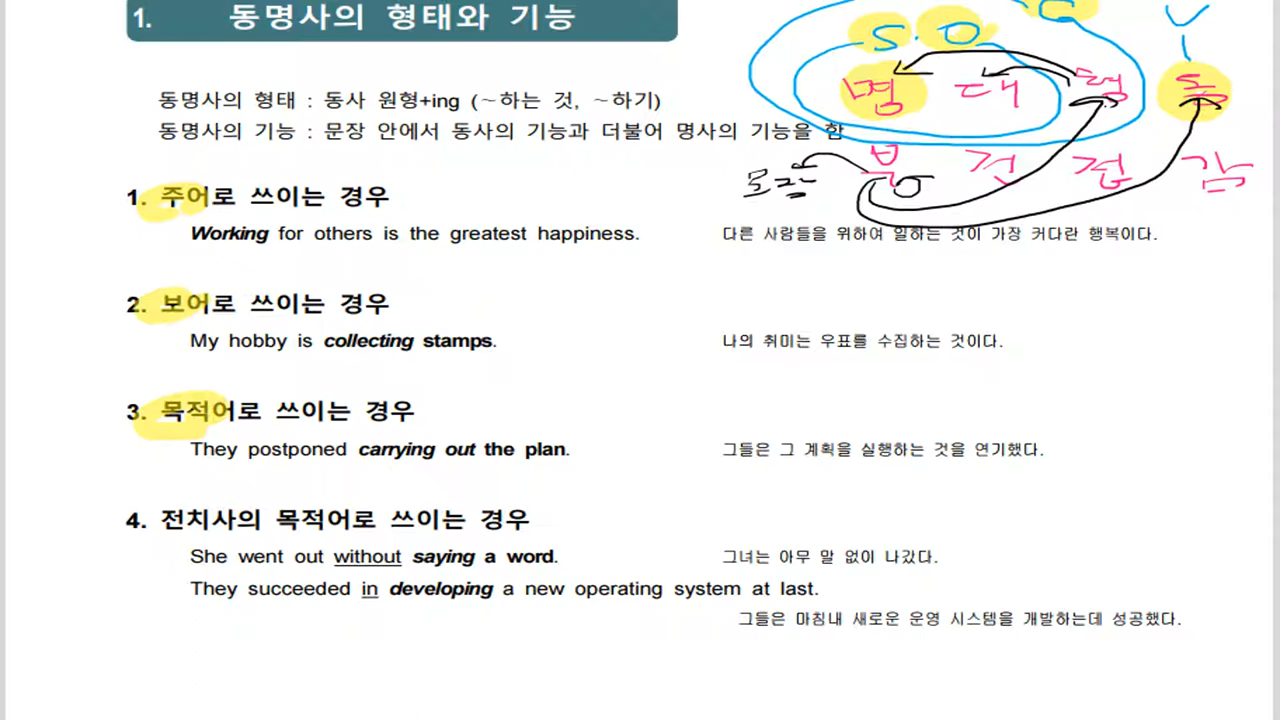 1. 동명사의 형태와 기능
S O
V
명 대 형 동
부 전 접 감
동명사의 형태 : 동사 원형+ing (~하는 것, ~하기)
동명사의 기능 : 문장 안에서 동사의 기능과 더불어 명사의 기능을 함
1. 주어로 쓰이는 경우
Working for others is the greatest happiness. 다른 사람들을 위하여 일하는 것이 가장 커다란 행복이다.
2. 보어로 쓰이는 경우
My hobby is collecting stamps. 나의 취미는 우표를 수집하는 것이다.
3. 목적어로 쓰이는 경우
They postponed carrying out the plan. 그들은 그 계획을 실행하는 것을 연기했다.
4. 전치사의 목적어로 쓰이는 경우
She went out without saying a word. 그녀는 아무 말 없이 나갔다.
They succeeded in developing a new operating system at last.
그들은 마침내 새로운 운영 시스템을 개발하는데 성공했다.